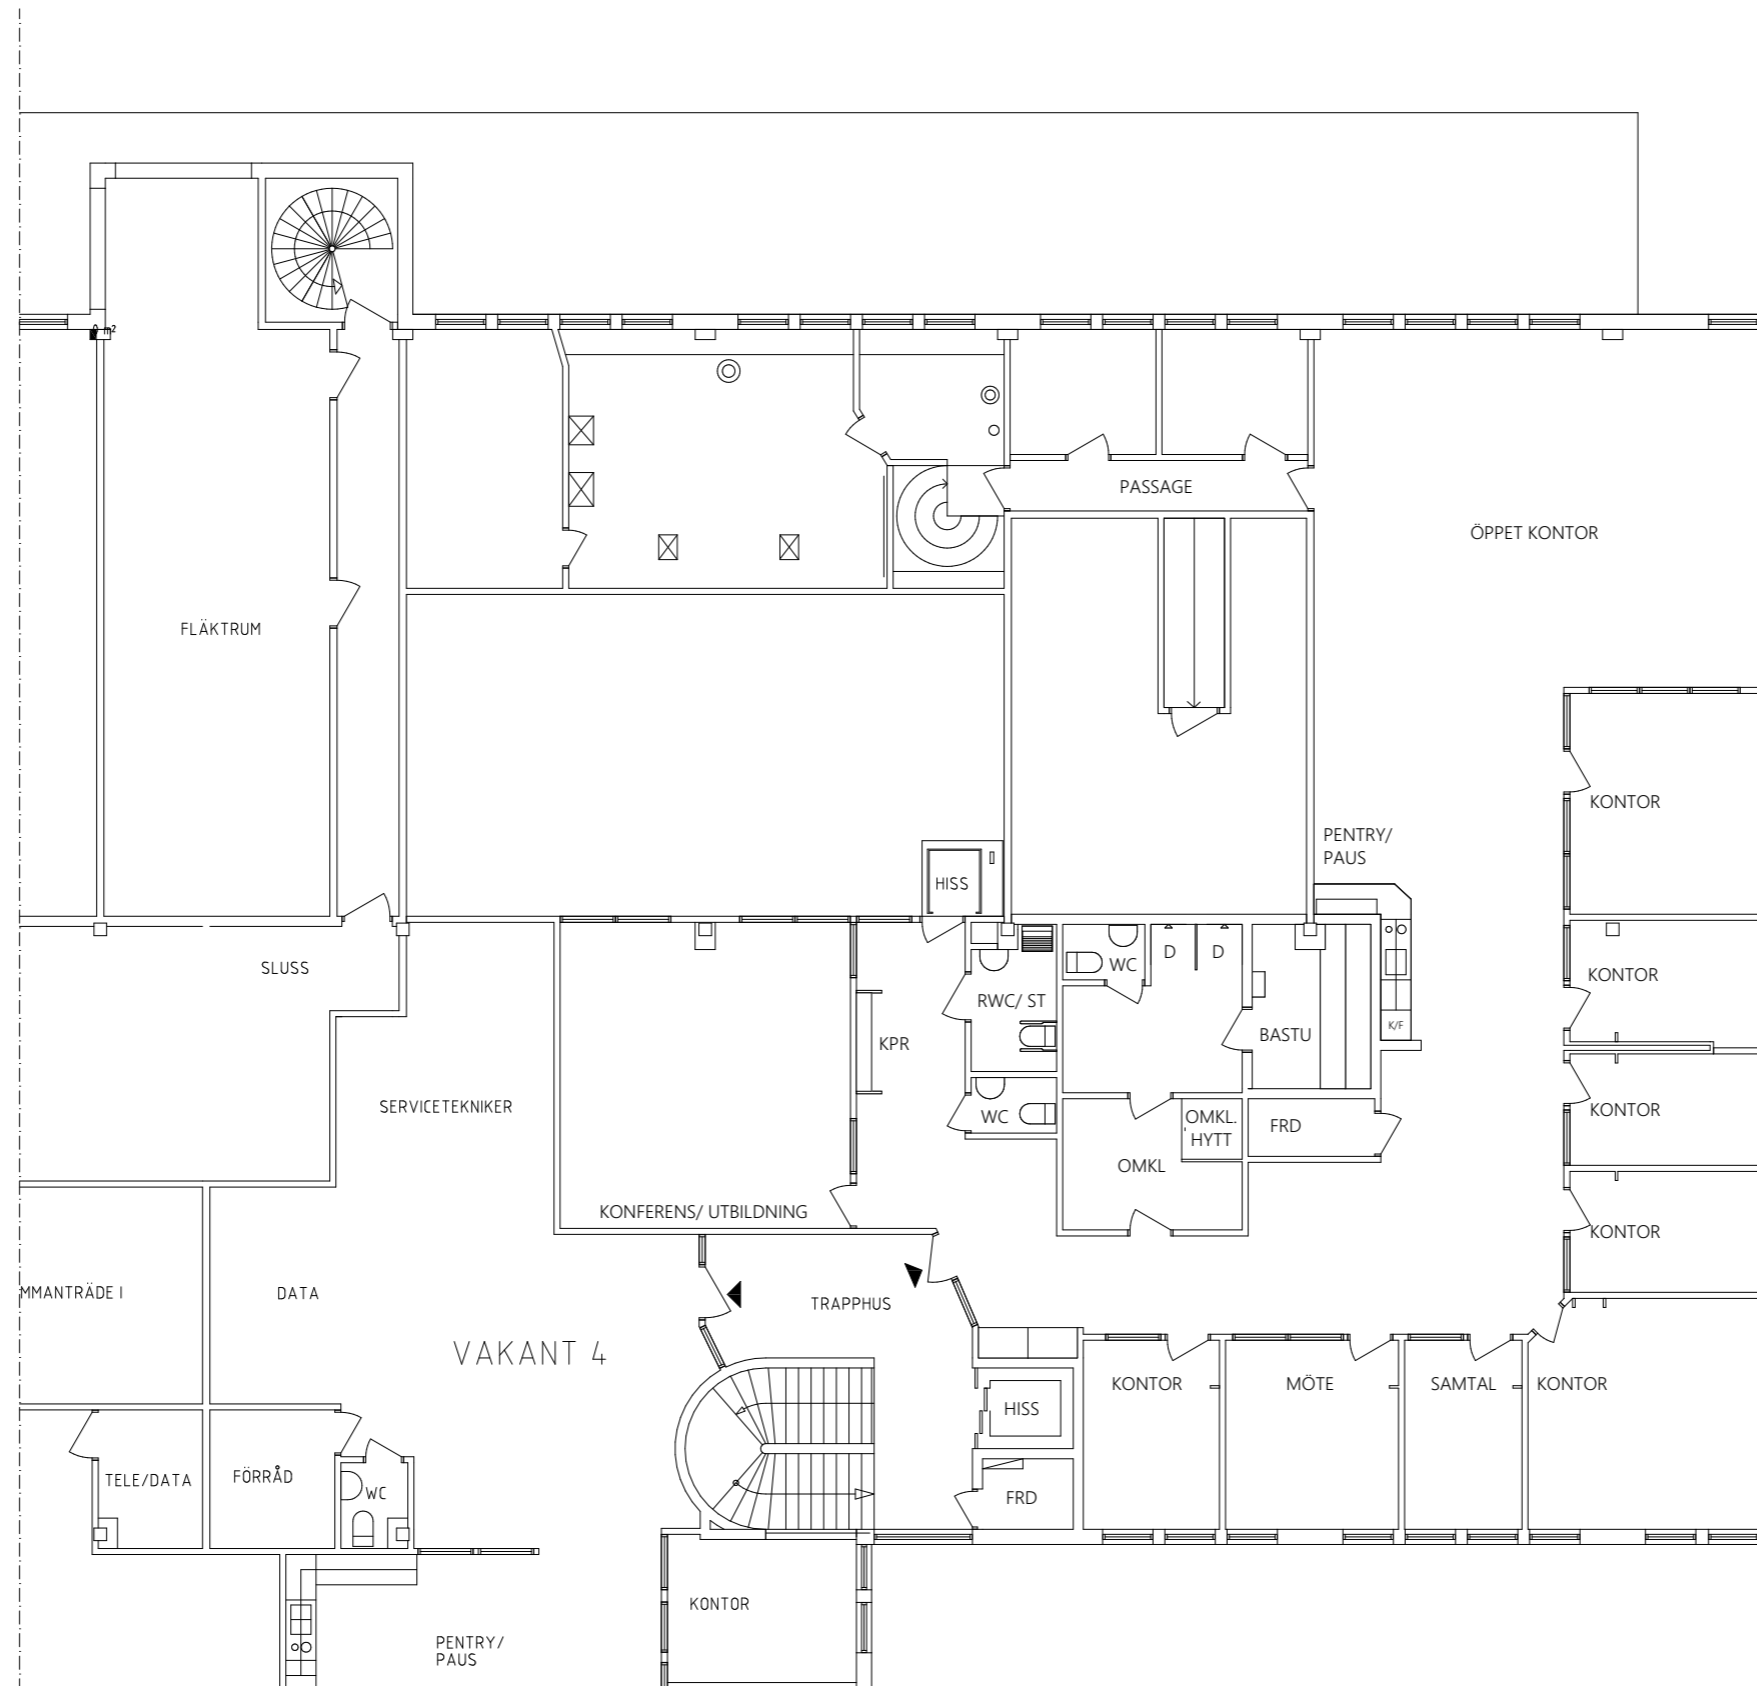 0 m²
PASSAGE
ÖPPET KONTOR
FLÄKTRUM
KONTOR
PENTRY/
PAUS
HISS
SLUSS
WC
D
D
KONTOR
RWC/ ST
K/F
BASTU
KPR
SERVICETEKNIKER
KONTOR
WC
OMKL.
HYTT
FRD
OMKL
KONFERENS/ UTBILDNING
KONTOR
MMANTRÄDE I
DATA
TRAPPHUS
VAKANT 4
KONTOR
MÖTE
SAMTAL
KONTOR
HISS
TELE/DATA
FÖRRÅD
WC
FRD
KONTOR
PENTRY/
PAUS